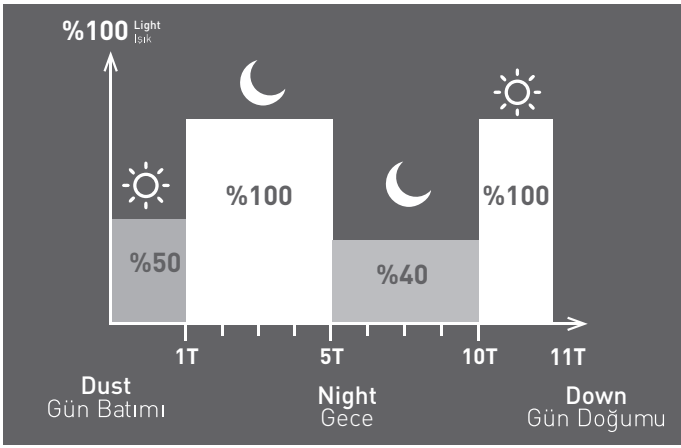 %100 Light
Işık
%100
%100
%50
%40
1T 5T 10T 11T
Dust
Gün Batımı
Night
Gece
Down
Gün Doğumu